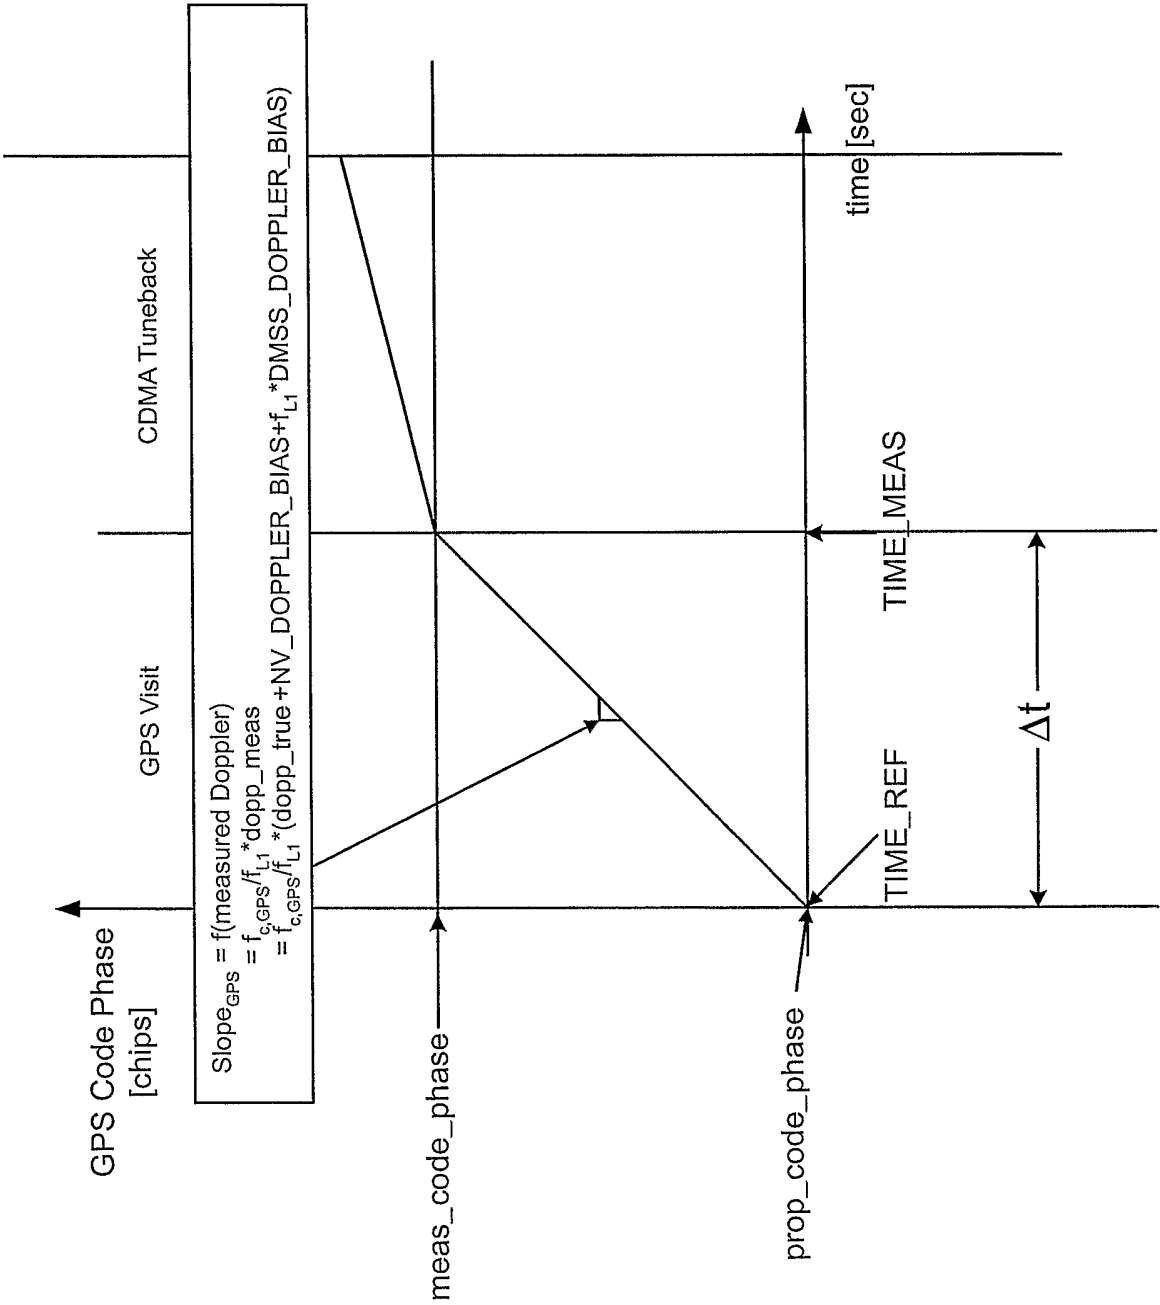 GPS Code Phase
[chips]
GPS Visit
CDMA Tuneback
Slope_GPS = f(measured Doppler)
= f_c,GPS/f_L1*dopp_meas
= f_c,GPS/f_L1 *(dopp_true +NV_DOPPLER_BIAS+f_L1*DMSS_DOPPLER_BIAS)
meas_code_phase
prop_code_phase
time [sec]
TIME_REF
TIME_MEAS
Δt